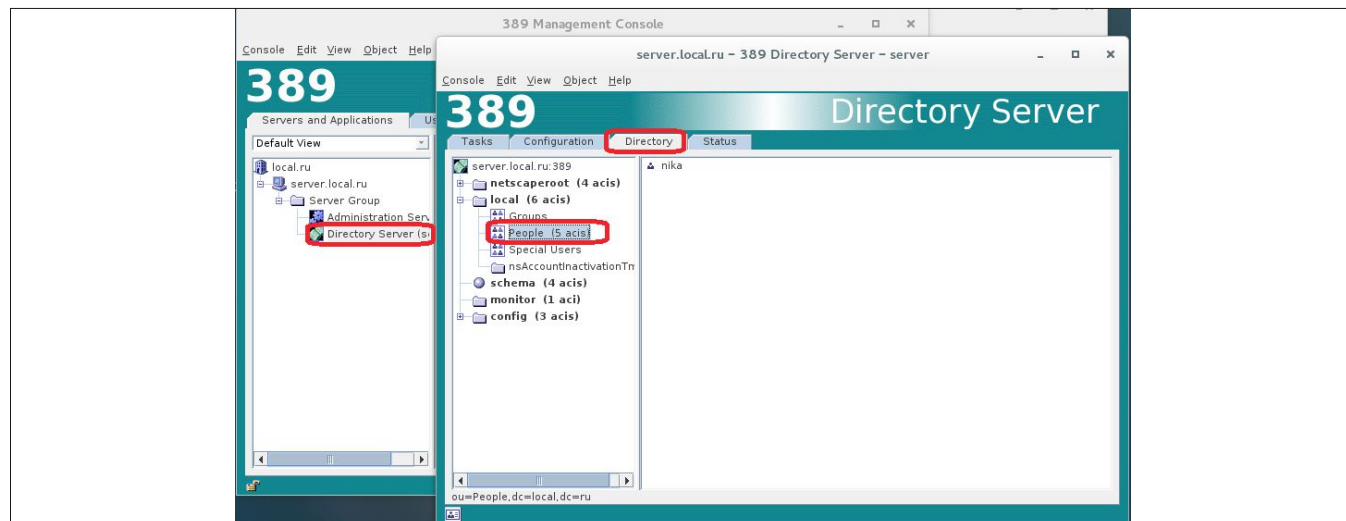 389 Management Console
Console Edit View Object Help
389
Servers and Applications
Default View
local.ru
server.local.ru
Server Group
Administration Serv
Directory Server (s
server.local.ru - 389 Directory Server - server
Console Edit View Object Help
389
Directory Server
Tasks Configuration Directory Status
server.local.ru:389
netscaperoot (4 acis)
local (6 acis)
Groups
People (5 acis)
Special Users
nsAccountInactivationTm
schema (4 acis)
monitor (1 aci)
config (3 acis)
nika
ou=People,dc=local,dc=ru